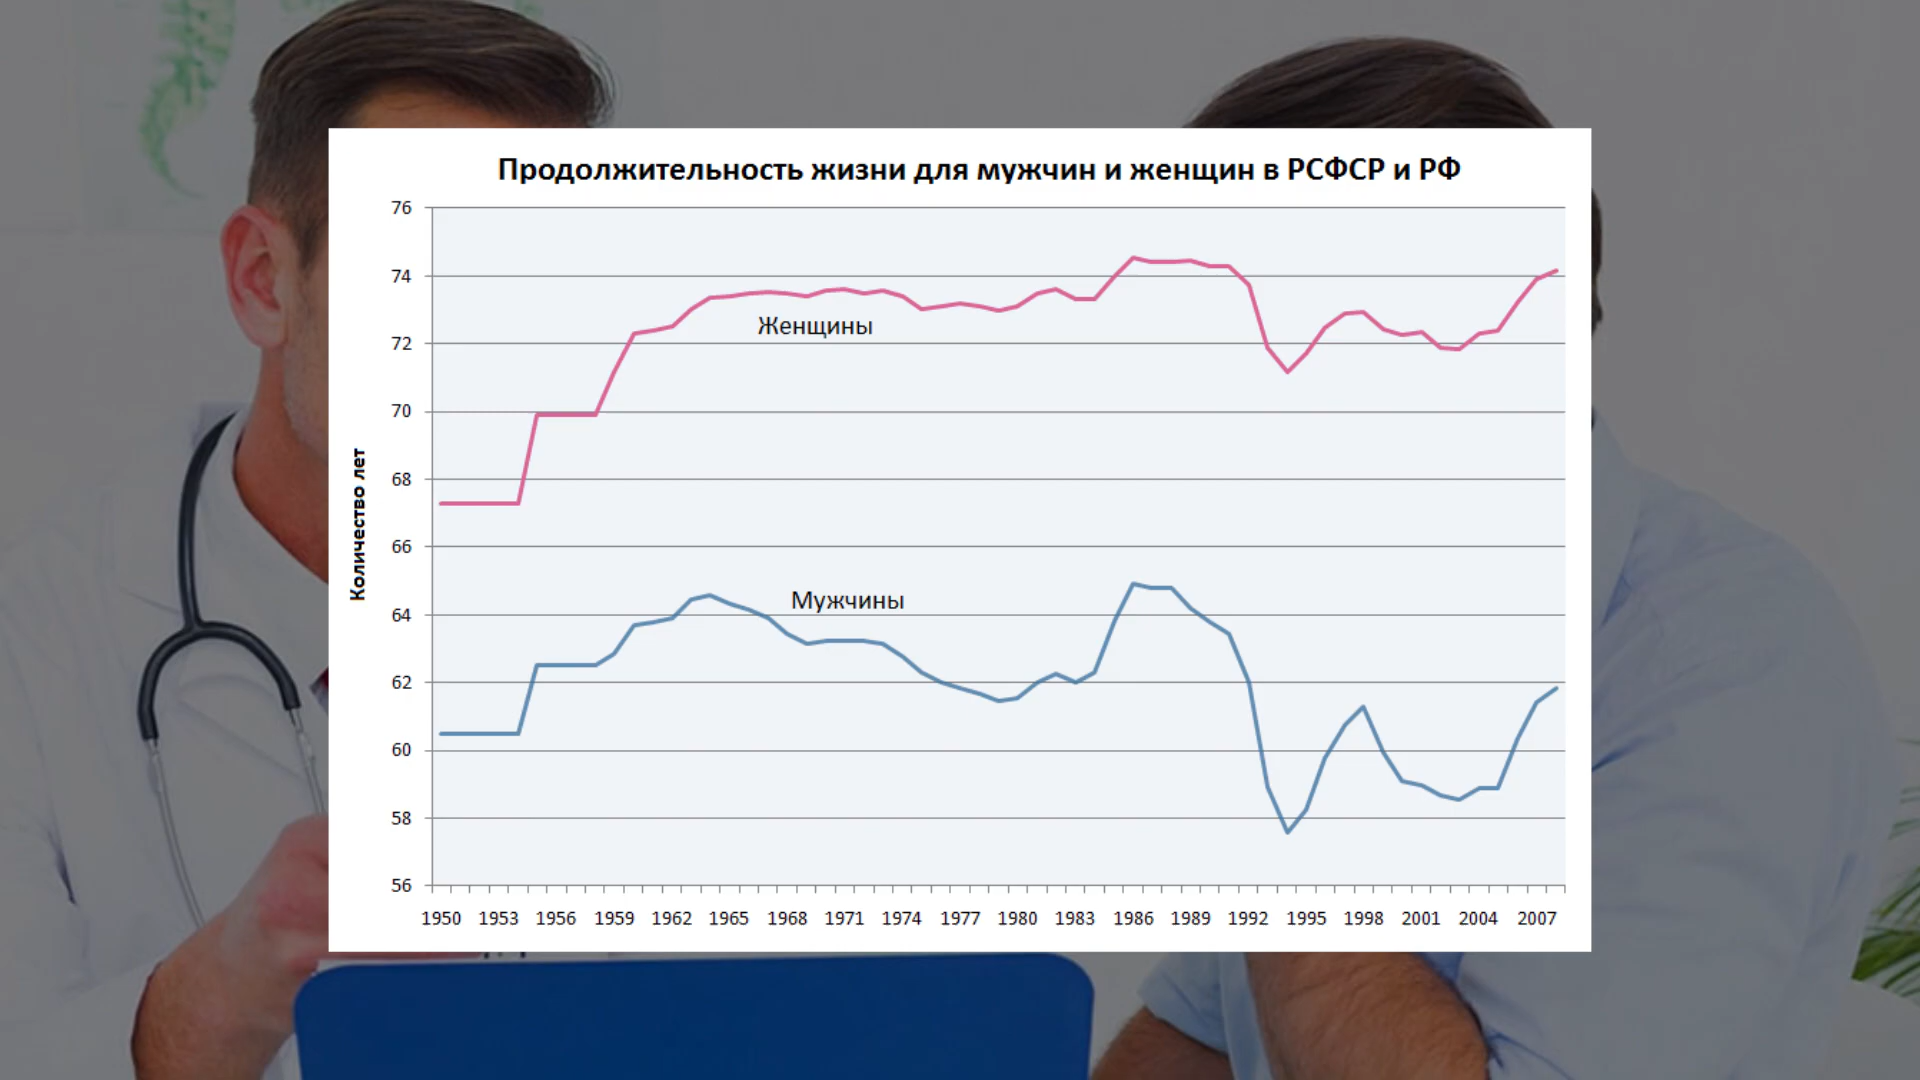 Продолжительность жизни для мужчин и женщин в РСФСР и РФ
76
74
Женщины
72
70
68
Количество лет
66
Мужчины
64
62
60
58
56
1950 1953 1956 1959 1962 1965 1968 1971 1974 1977 1980 1983 1986 1989 1992 1995 1998 2001 2004 2007